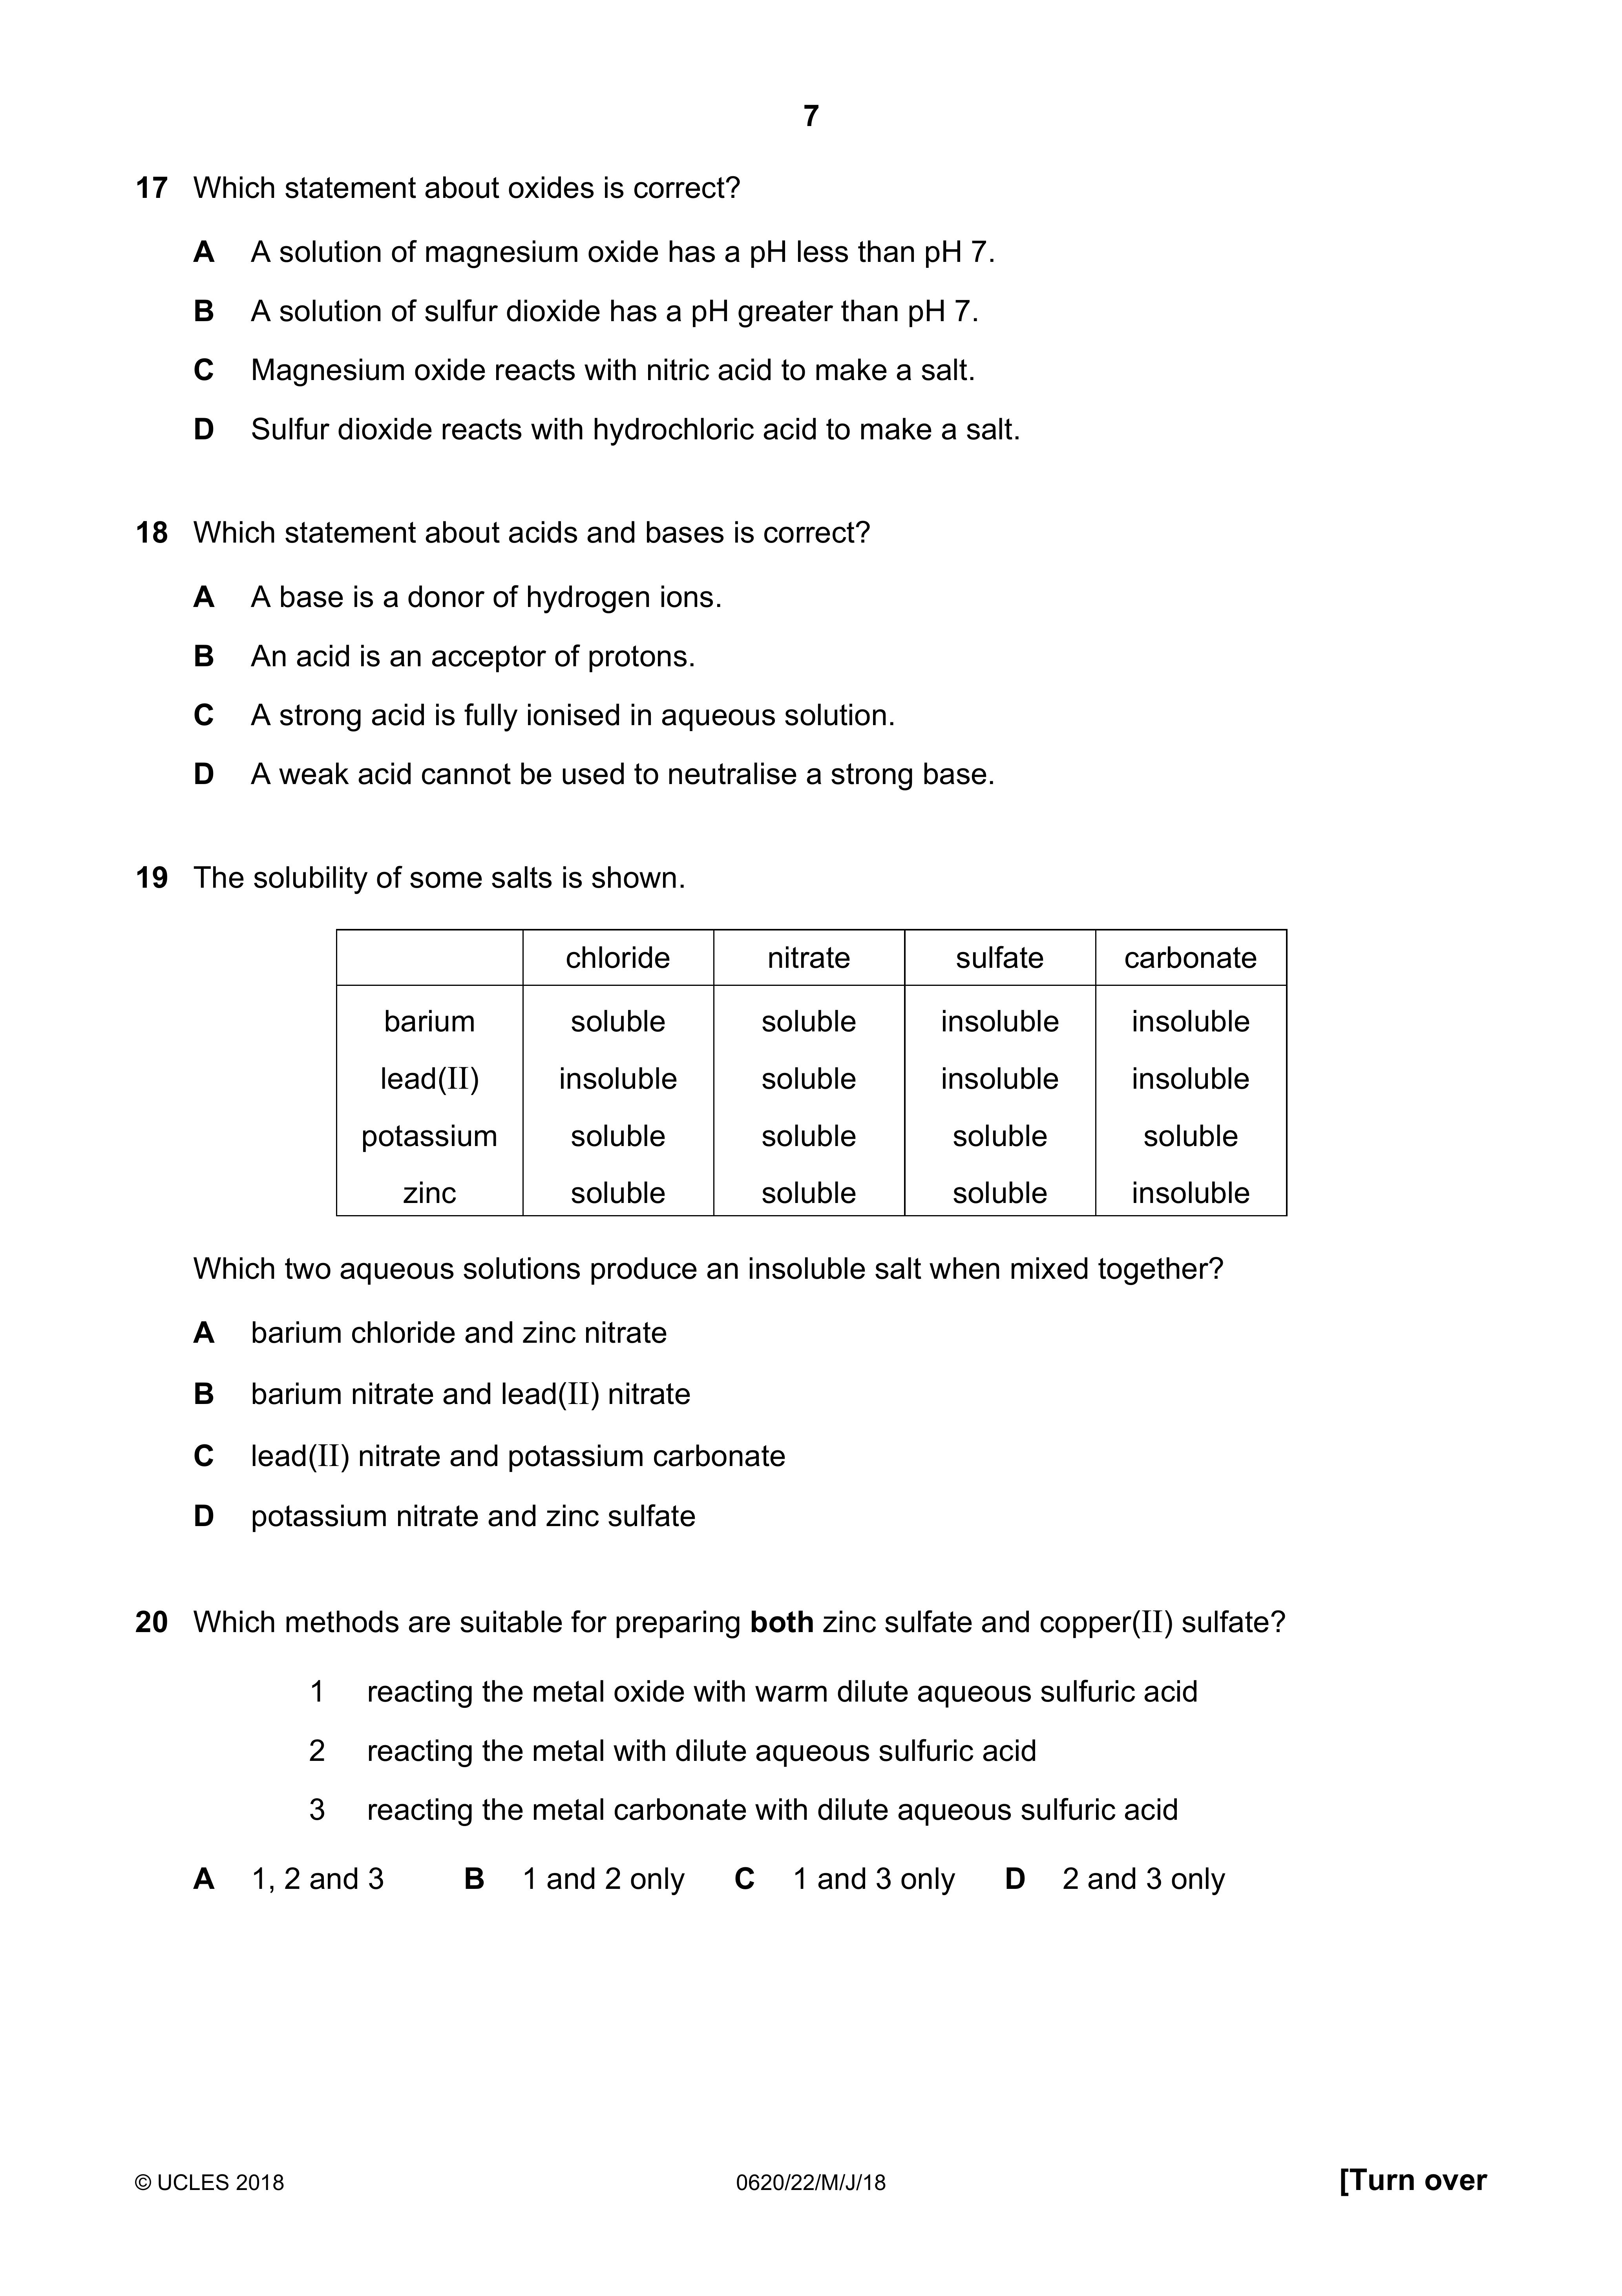 7
17 Which statement about oxides is correct?
A A solution of magnesium oxide has a pH less than pH 7.
B A solution of sulfur dioxide has a pH greater than pH 7.
C Magnesium oxide reacts with nitric acid to make a salt.
D Sulfur dioxide reacts with hydrochloric acid to make a salt.
18 Which statement about acids and bases is correct?
A A base is a donor of hydrogen ions.
B An acid is an acceptor of protons.
C A strong acid is fully ionised in aqueous solution.
D A weak acid cannot be used to neutralise a strong base.
19 The solubility of some salts is shown.
chloride nitrate sulfate carbonate
barium soluble soluble insoluble insoluble
lead(II) insoluble soluble insoluble insoluble
potassium soluble soluble soluble soluble
zinc soluble soluble soluble insoluble
Which two aqueous solutions produce an insoluble salt when mixed together?
A barium chloride and zinc nitrate
B barium nitrate and lead(II) nitrate
C lead(II) nitrate and potassium carbonate
D potassium nitrate and zinc sulfate
20 Which methods are suitable for preparing both zinc sulfate and copper(II) sulfate?
1 reacting the metal oxide with warm dilute aqueous sulfuric acid
2 reacting the metal with dilute aqueous sulfuric acid
3 reacting the metal carbonate with dilute aqueous sulfuric acid
A 1, 2 and 3 B 1 and 2 only C 1 and 3 only D 2 and 3 only
© UCLES 2018 0620/22/M/J/18 [Turn over